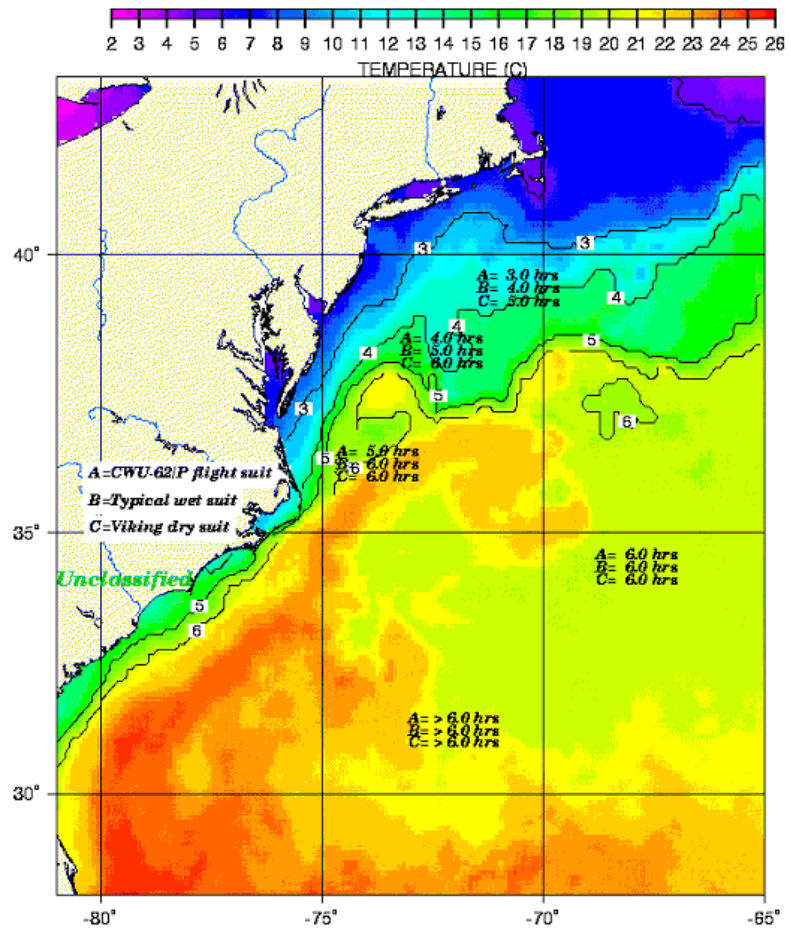 2 3 4 5 6 7 8 9 10 11 12 13 14 15 16 17 18 19 20 21 22 23 24 25 26
TEMPERATURE (C)
3
3
40°
A= 3.0 hrs
B= 4.0 hrs
C= 5.0 hrs
4
4
A= 4.0 hrs
B= 5.0 hrs
C= 6.0 hrs
4
5
5
3
6
A= 5.0 hrs
B= 6.0 hrs
C= 6.0 hrs
5
6
A=CWU-62/P flight suit
B=Typical wet suit
C=Viking dry suit
35°
A= 6.0 hrs
B= 6.0 hrs
C= 6.0 hrs
Unclassified
5
6
A= > 6.0 hrs
B= > 6.0 hrs
C= > 6.0 hrs
30°
-80° -75° -70° -65°